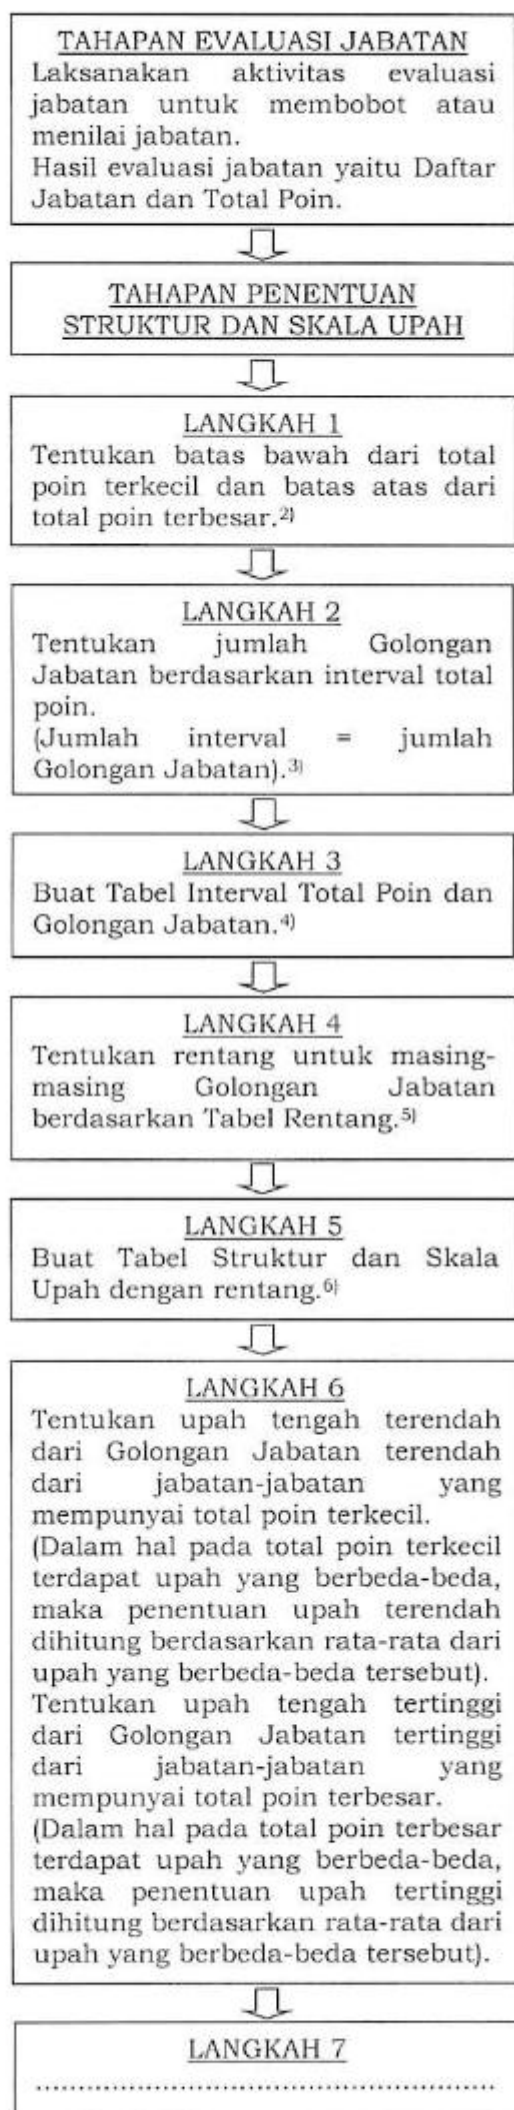 TAHAPAN EVALUASI JABATAN
Laksanakan aktivitas evaluasi
jabatan untuk membobot atau
menilai jabatan.
Hasil evaluasi jabatan yaitu Daftar
Jabatan dan Total Poin.
TAHAPAN PENENTUAN
STRUKTUR DAN SKALA UPAH
LANGKAH 1
Tentukan batas bawah dari total
poin terkecil dan batas atas dari
total poin terbesar.2)
LANGKAH 2
Tentukan jumlah Golongan
Jabatan berdasarkan interval total
poin.
(Jumlah interval = jumlah
Golongan Jabatan).3)
LANGKAH 3
Buat Tabel Interval Total Poin dan
Golongan Jabatan.4)
LANGKAH 4
Tentukan rentang untuk masing-
masing Golongan Jabatan
berdasarkan Tabel Rentang.5)
LANGKAH 5
Buat Tabel Struktur dan Skala
Upah dengan rentang.6)
LANGKAH 6
Tentukan upah tengah terendah
dari Golongan Jabatan terendah
dari jabatan-jabatan yang
mempunyai total poin terkecil.
(Dalam hal pada total poin terkecil
terdapat upah yang berbeda-beda,
maka penentuan upah terendah
dihitung berdasarkan rata-rata dari
upah yang berbeda-beda tersebut).
Tentukan upah tengah tertinggi
dari Golongan Jabatan tertinggi
dari jabatan-jabatan yang
mempunyai total poin terbesar.
(Dalam hal pada total poin terbesar
terdapat upah yang berbeda-beda,
maka penentuan upah tertinggi
dihitung berdasarkan rata-rata dari
upah yang berbeda-beda tersebut).
LANGKAH 7
..................................................